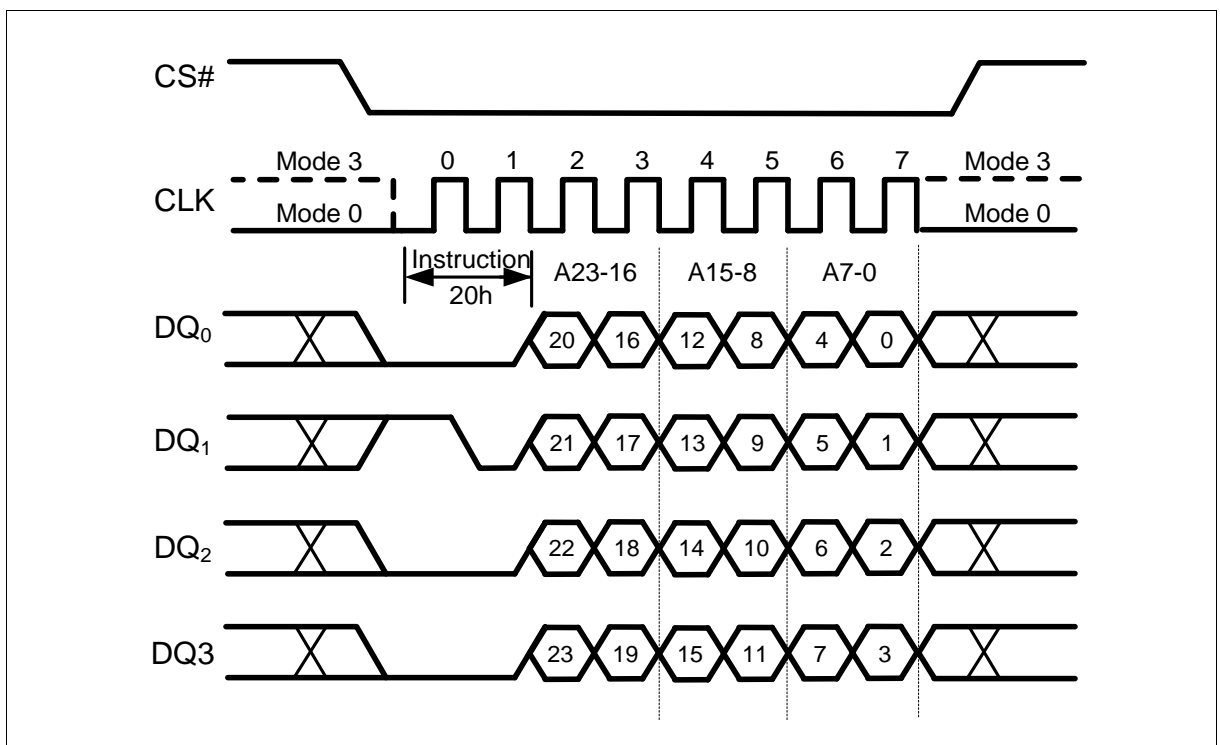 CS#
Mode 3 0 1 2 3 4 5 6 7 Mode 3
CLK
Mode 0 Mode 0
Instruction A23-16 A15-8 A7-0
20h
DQ₀ 20 16 12 8 4 0
DQ₁ 21 17 13 9 5 1
DQ₂ 22 18 14 10 6 2
DQ3 23 19 15 11 7 3